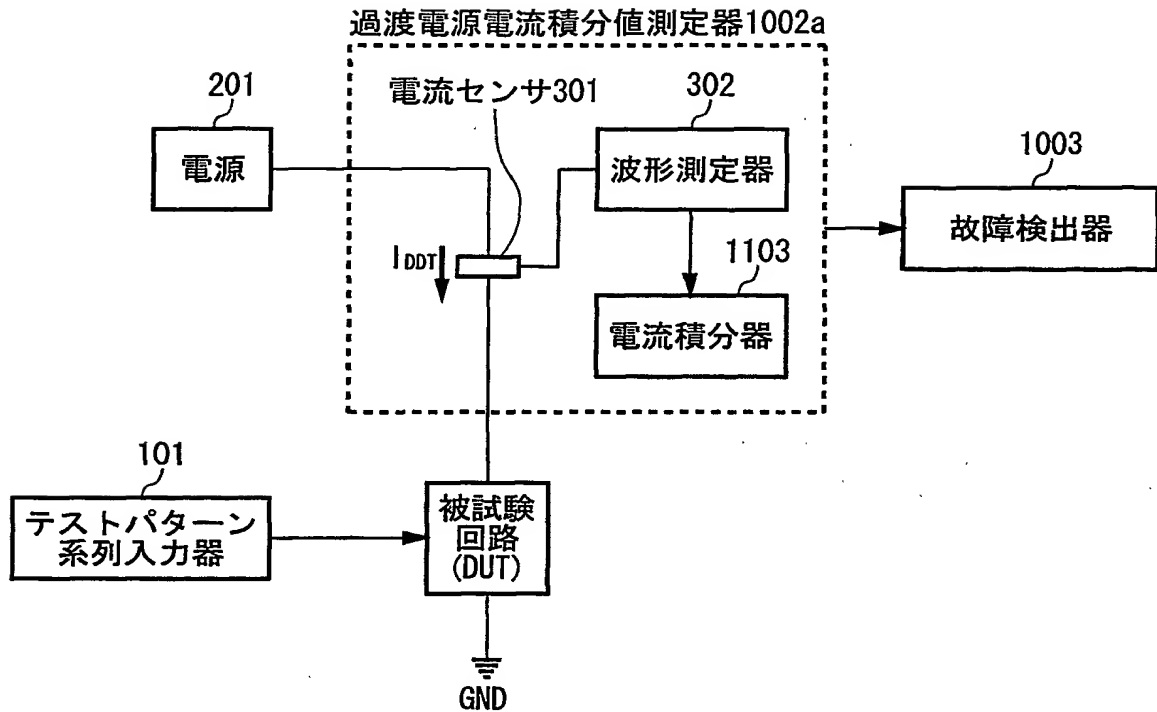 過渡電源電流積分値測定器1002a
201
電流センサ301
302
電源
波形測定器
1003
故障検出器
IDDT
1103
電流積分器
101
テストパターン
系列入力器
被試験
回路
(DUT)
GND